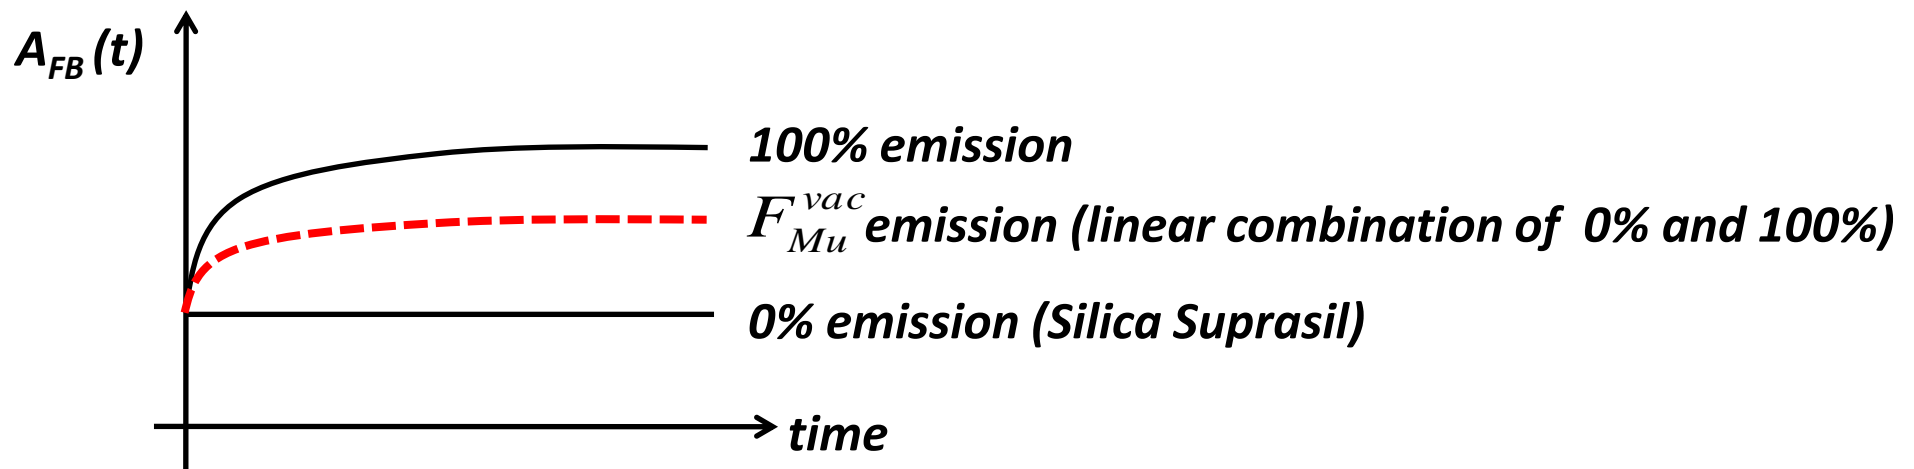 A_FB (t)
100% emission
F_Mu^vac emission (linear combination of 0% and 100%)
0% emission (Silica Suprasil)
time